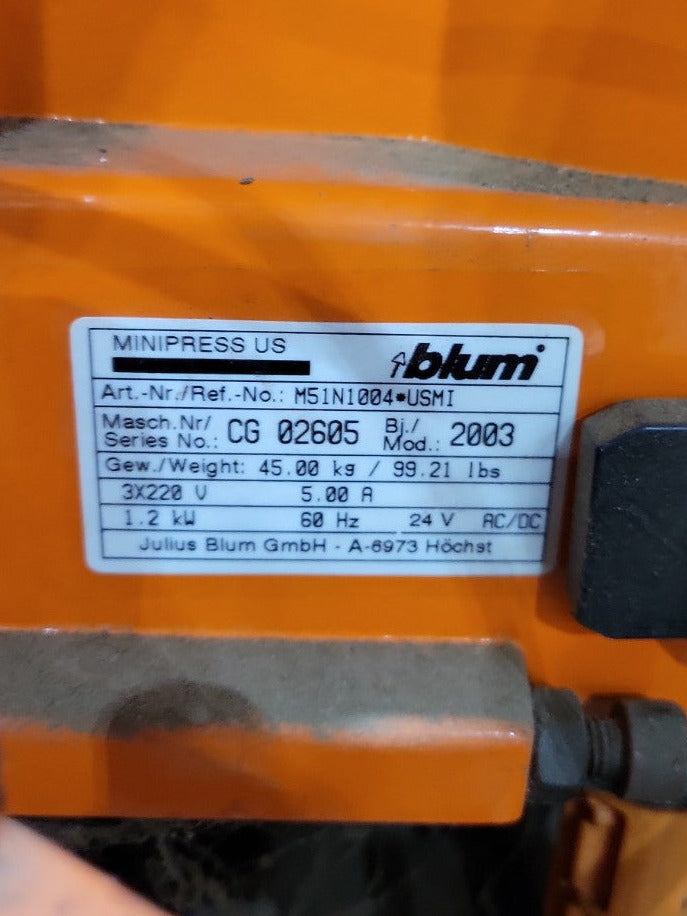 MINIPRESS US
blum
Art.-Nr./Ref.-No.: M51N1004*USMI
Masch.Nr/ Series No.: CG 02605 Bj./ Mod.: 2003
Gew./Weight: 45.00 kg / 99.21 lbs
3X220 V 5.00 A
1.2 kW 60 Hz 24 V AC/DC
Julius Blum GmbH - A-6973 Höchst